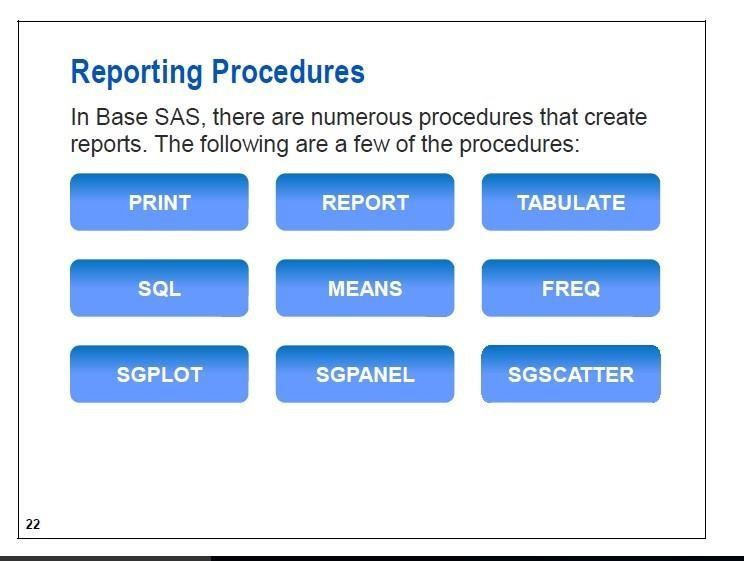 Reporting Procedures
In Base SAS, there are numerous procedures that create
reports. The following are a few of the procedures:
PRINT
REPORT
TABULATE
SQL
MEANS
FREQ
SGPLOT
SGPANEL
SGSCATTER
22